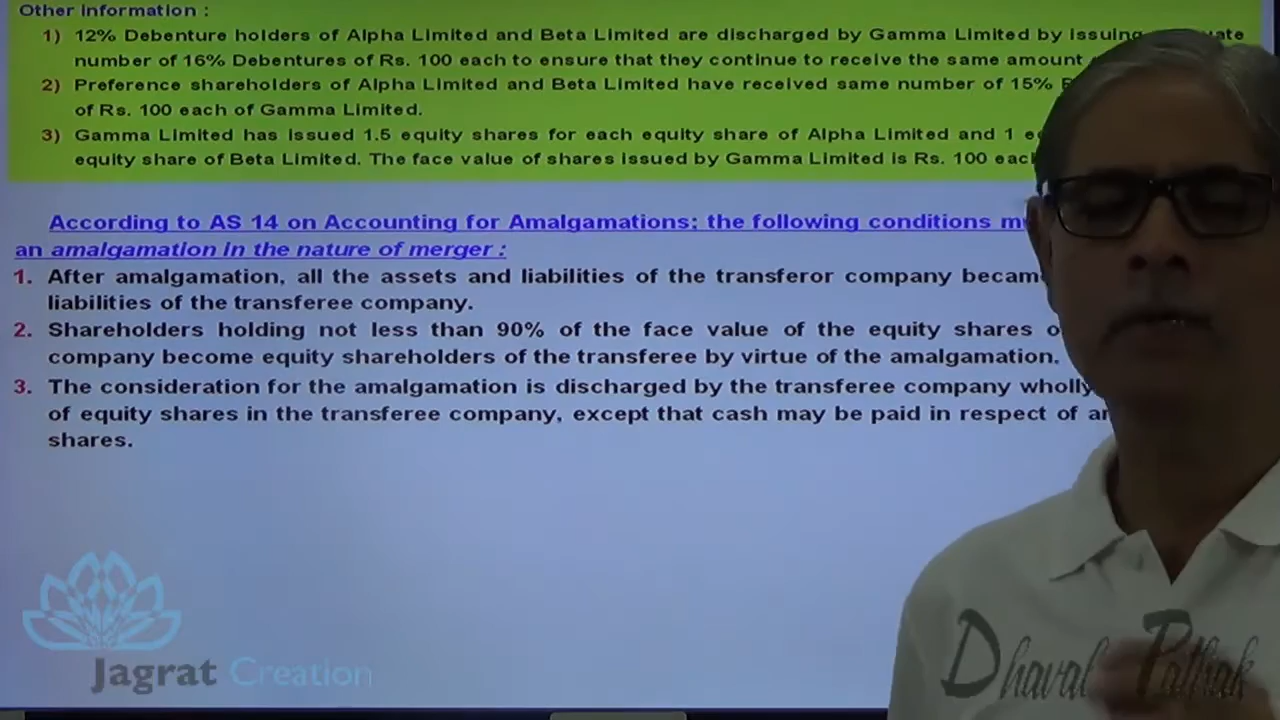 Other Information :
1) 12% Debenture holders of Alpha Limited and Beta Limited are discharged by Gamma Limited by issuing
number of 16% Debentures of Rs. 100 each to ensure that they continue to receive the same amount
2) Preference shareholders of Alpha Limited and Beta Limited have received same number of 15%
of Rs. 100 each of Gamma Limited.
3) Gamma Limited has issued 1.5 equity shares for each equity share of Alpha Limited and 1
equity share of Beta Limited. The face value of shares issued by Gamma Limited is Rs. 100
According to AS 14 on Accounting for Amalgamations; the following conditions
an amalgamation in the nature of merger :
1. After amalgamation, all the assets and liabilities of the transferor company
liabilities of the transferee company.
2. Shareholders holding not less than 90% of the face value of the equity shares
company become equity shareholders of the transferee by virtue of the amalgamation.
3. The consideration for the amalgamation is discharged by the transferee company wholly
of equity shares in the transferee company, except that cash may be paid in respect of
shares.
Jagrat Creation
Dhaval Pathak